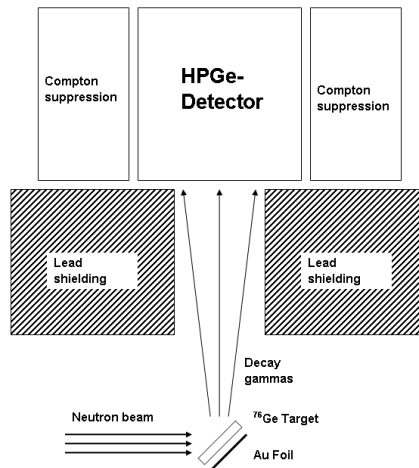 Compton
suppression
HPGe-
Detector
Compton
suppression
Lead
shielding
Lead
shielding
Decay
gammas
Neutron beam
⁷⁶Ge Target
Au Foil